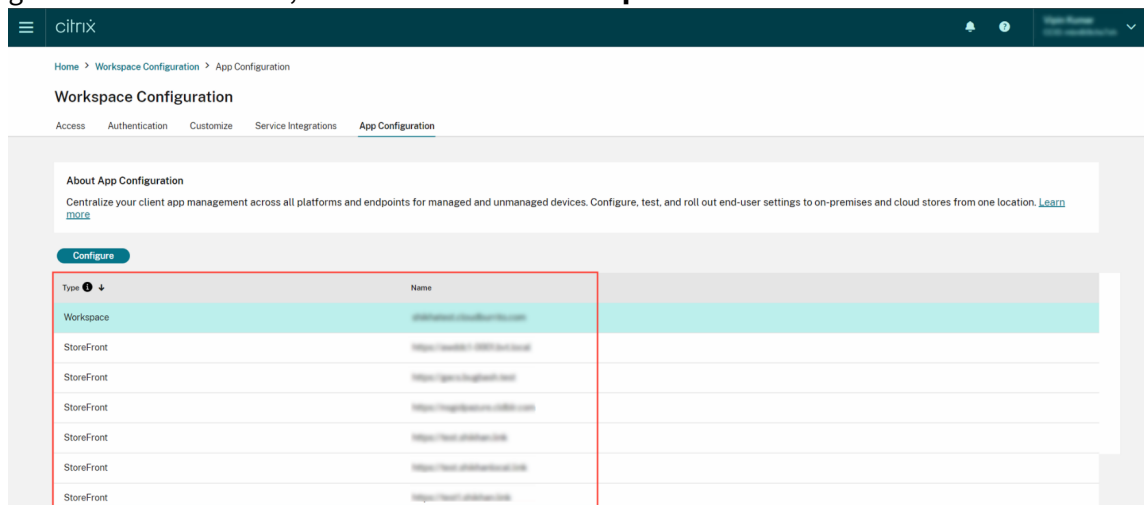 citrix
Home > Workspace Configuration > App Configuration
Workspace Configuration
Access Authentication Customize Service Integrations App Configuration
About App Configuration
Centralize your client app management across all platforms and endpoints for managed and unmanaged devices. Configure, test, and roll out end-user settings to on-premises and cloud stores from one location. Learn
more
Configure
Type Name
Workspace
StoreFront
StoreFront
StoreFront
StoreFront
StoreFront
StoreFront